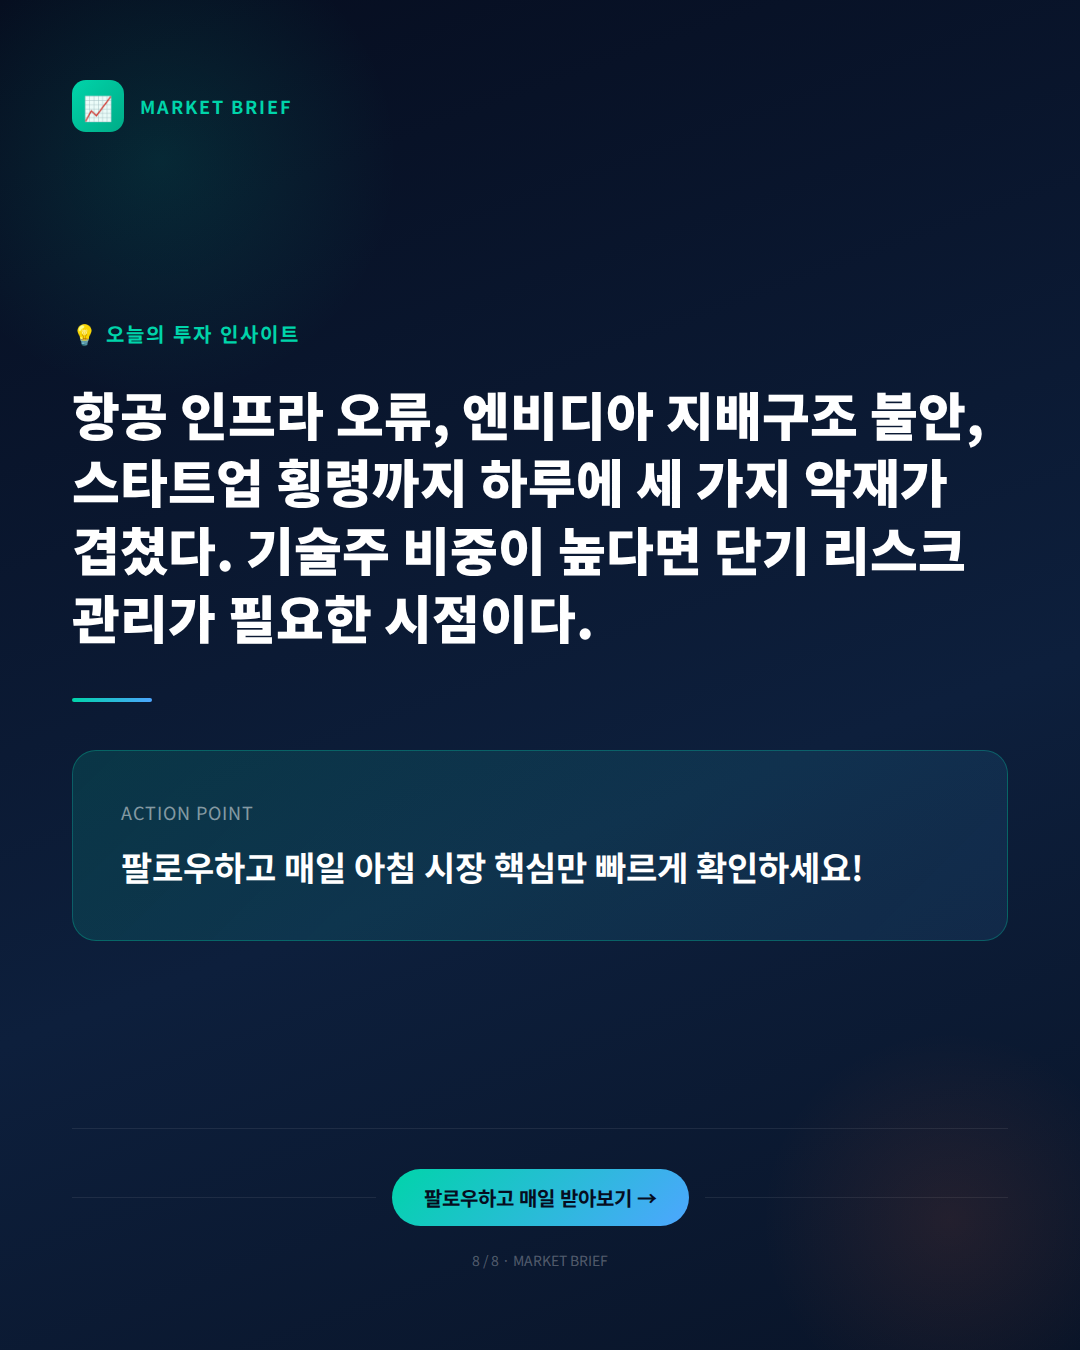 MARKET BRIEF
💡 오늘의 투자 인사이트
항공 인프라 오류, 엔비디아 지배구조 불안,
스타트업 횡령까지 하루에 세 가지 악재가
겹쳤다. 기술주 비중이 높다면 단기 리스크
관리가 필요한 시점이다.
ACTION POINT
팔로우하고 매일 아침 시장 핵심만 빠르게 확인하세요!
팔로우하고 매일 받아보기 →
8 / 8 · MARKET BRIEF